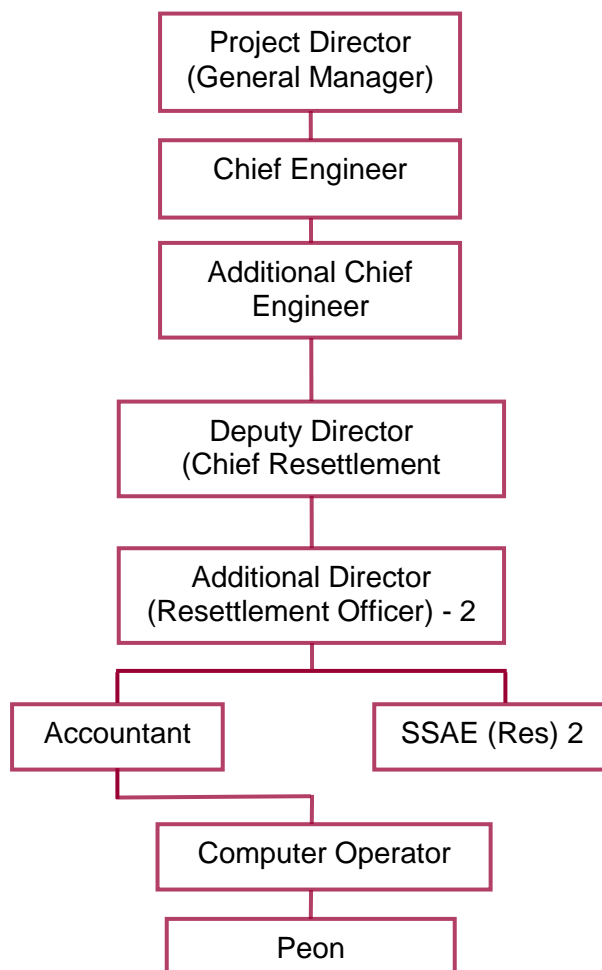 Project Director
(General Manager)
Chief Engineer
Additional Chief
Engineer
Deputy Director
(Chief Resettlement
Additional Director
(Resettlement Officer) - 2
Accountant
SSAE (Res) 2
Computer Operator
Peon